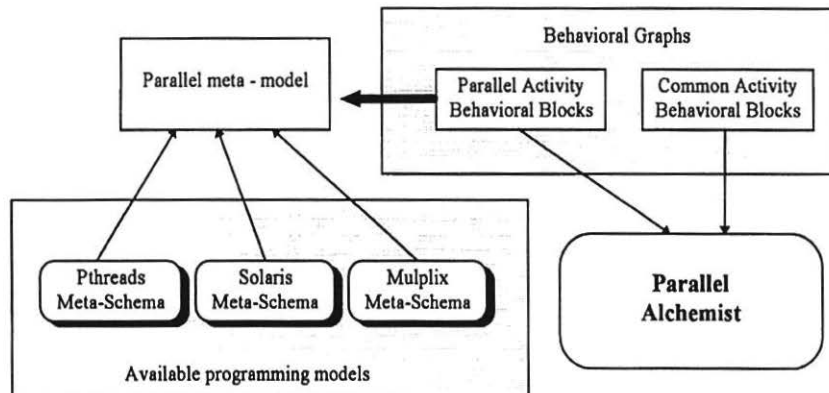 Behavioral Graphs
Parallel meta - model
Parallel Activity
Behavioral Blocks
Common Activity
Behavioral Blocks
Pthreads
Meta-Schema
Solaris
Meta-Schema
Mulplix
Meta-Schema
Parallel
Alchemist
Available programming models